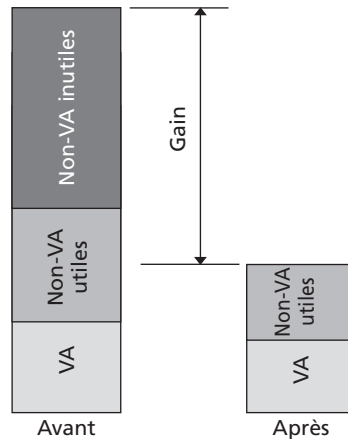 Non-VA inutiles
Gain
Non-VA
utiles
Non-VA
utiles
VA
VA
Avant
Après